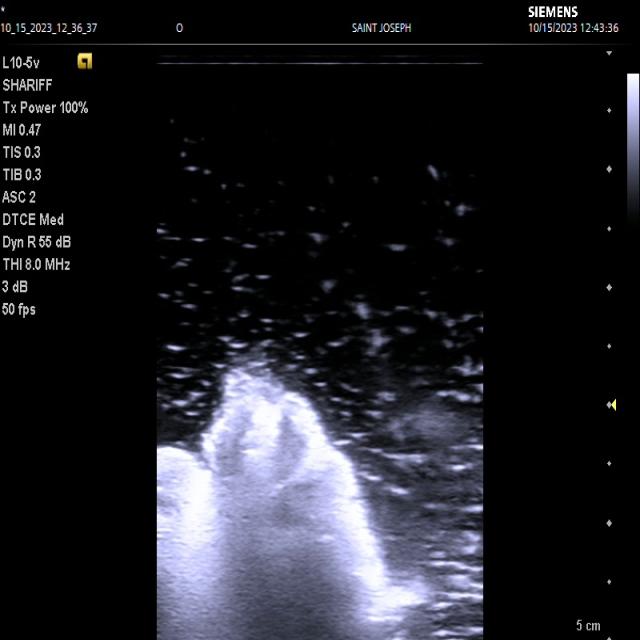 *
SIEMENS
10_15_2023_12_36_37 O SAINT JOSEPH 10/15/2023 12:43:36
L10-5v
SHARIFF
Tx Power 100%
MI 0.47
TIS 0.3
TIB 0.3
ASC 2
DTCE Med
Dyn R 55 dB
THI 8.0 MHz
3 dB
50 fps
5 cm